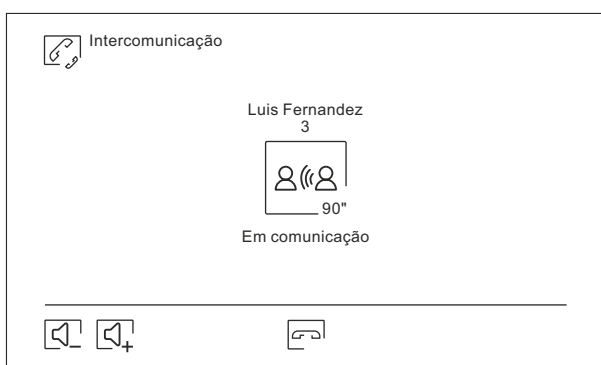 Intercomunicação
Luis Fernandez
3
90"
Em comunicação